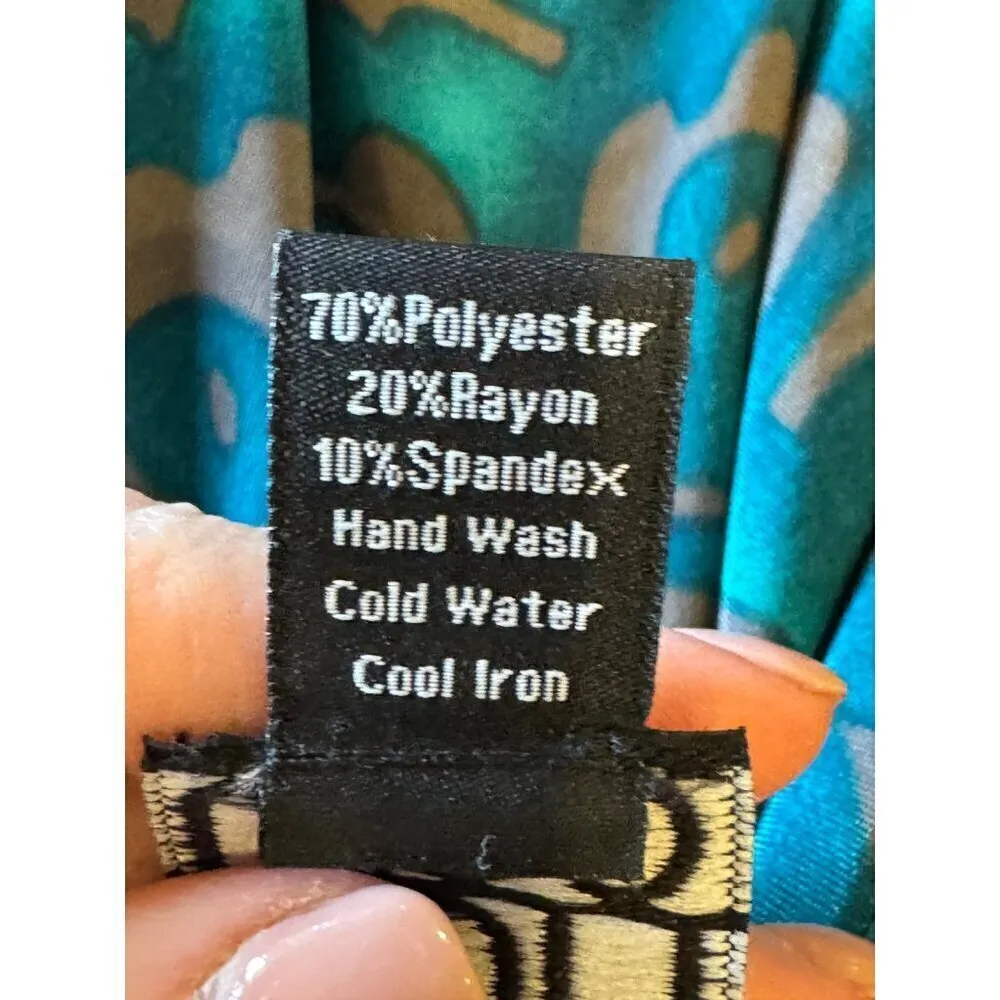 70%Polyester
20%Rayon
10%Spandex
Hand Wash
Cold Water
Cool Iron